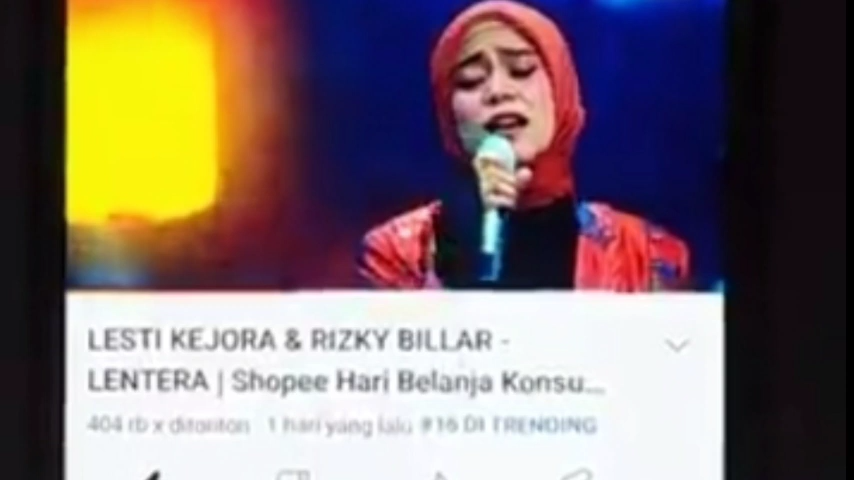 LESTI KEJORA & RIZKY BILLAR -
LENTERA | Shopee Hari Belanja Konsu...
404 rb x ditonton 1 hari yang lalu #16 DI TRENDING